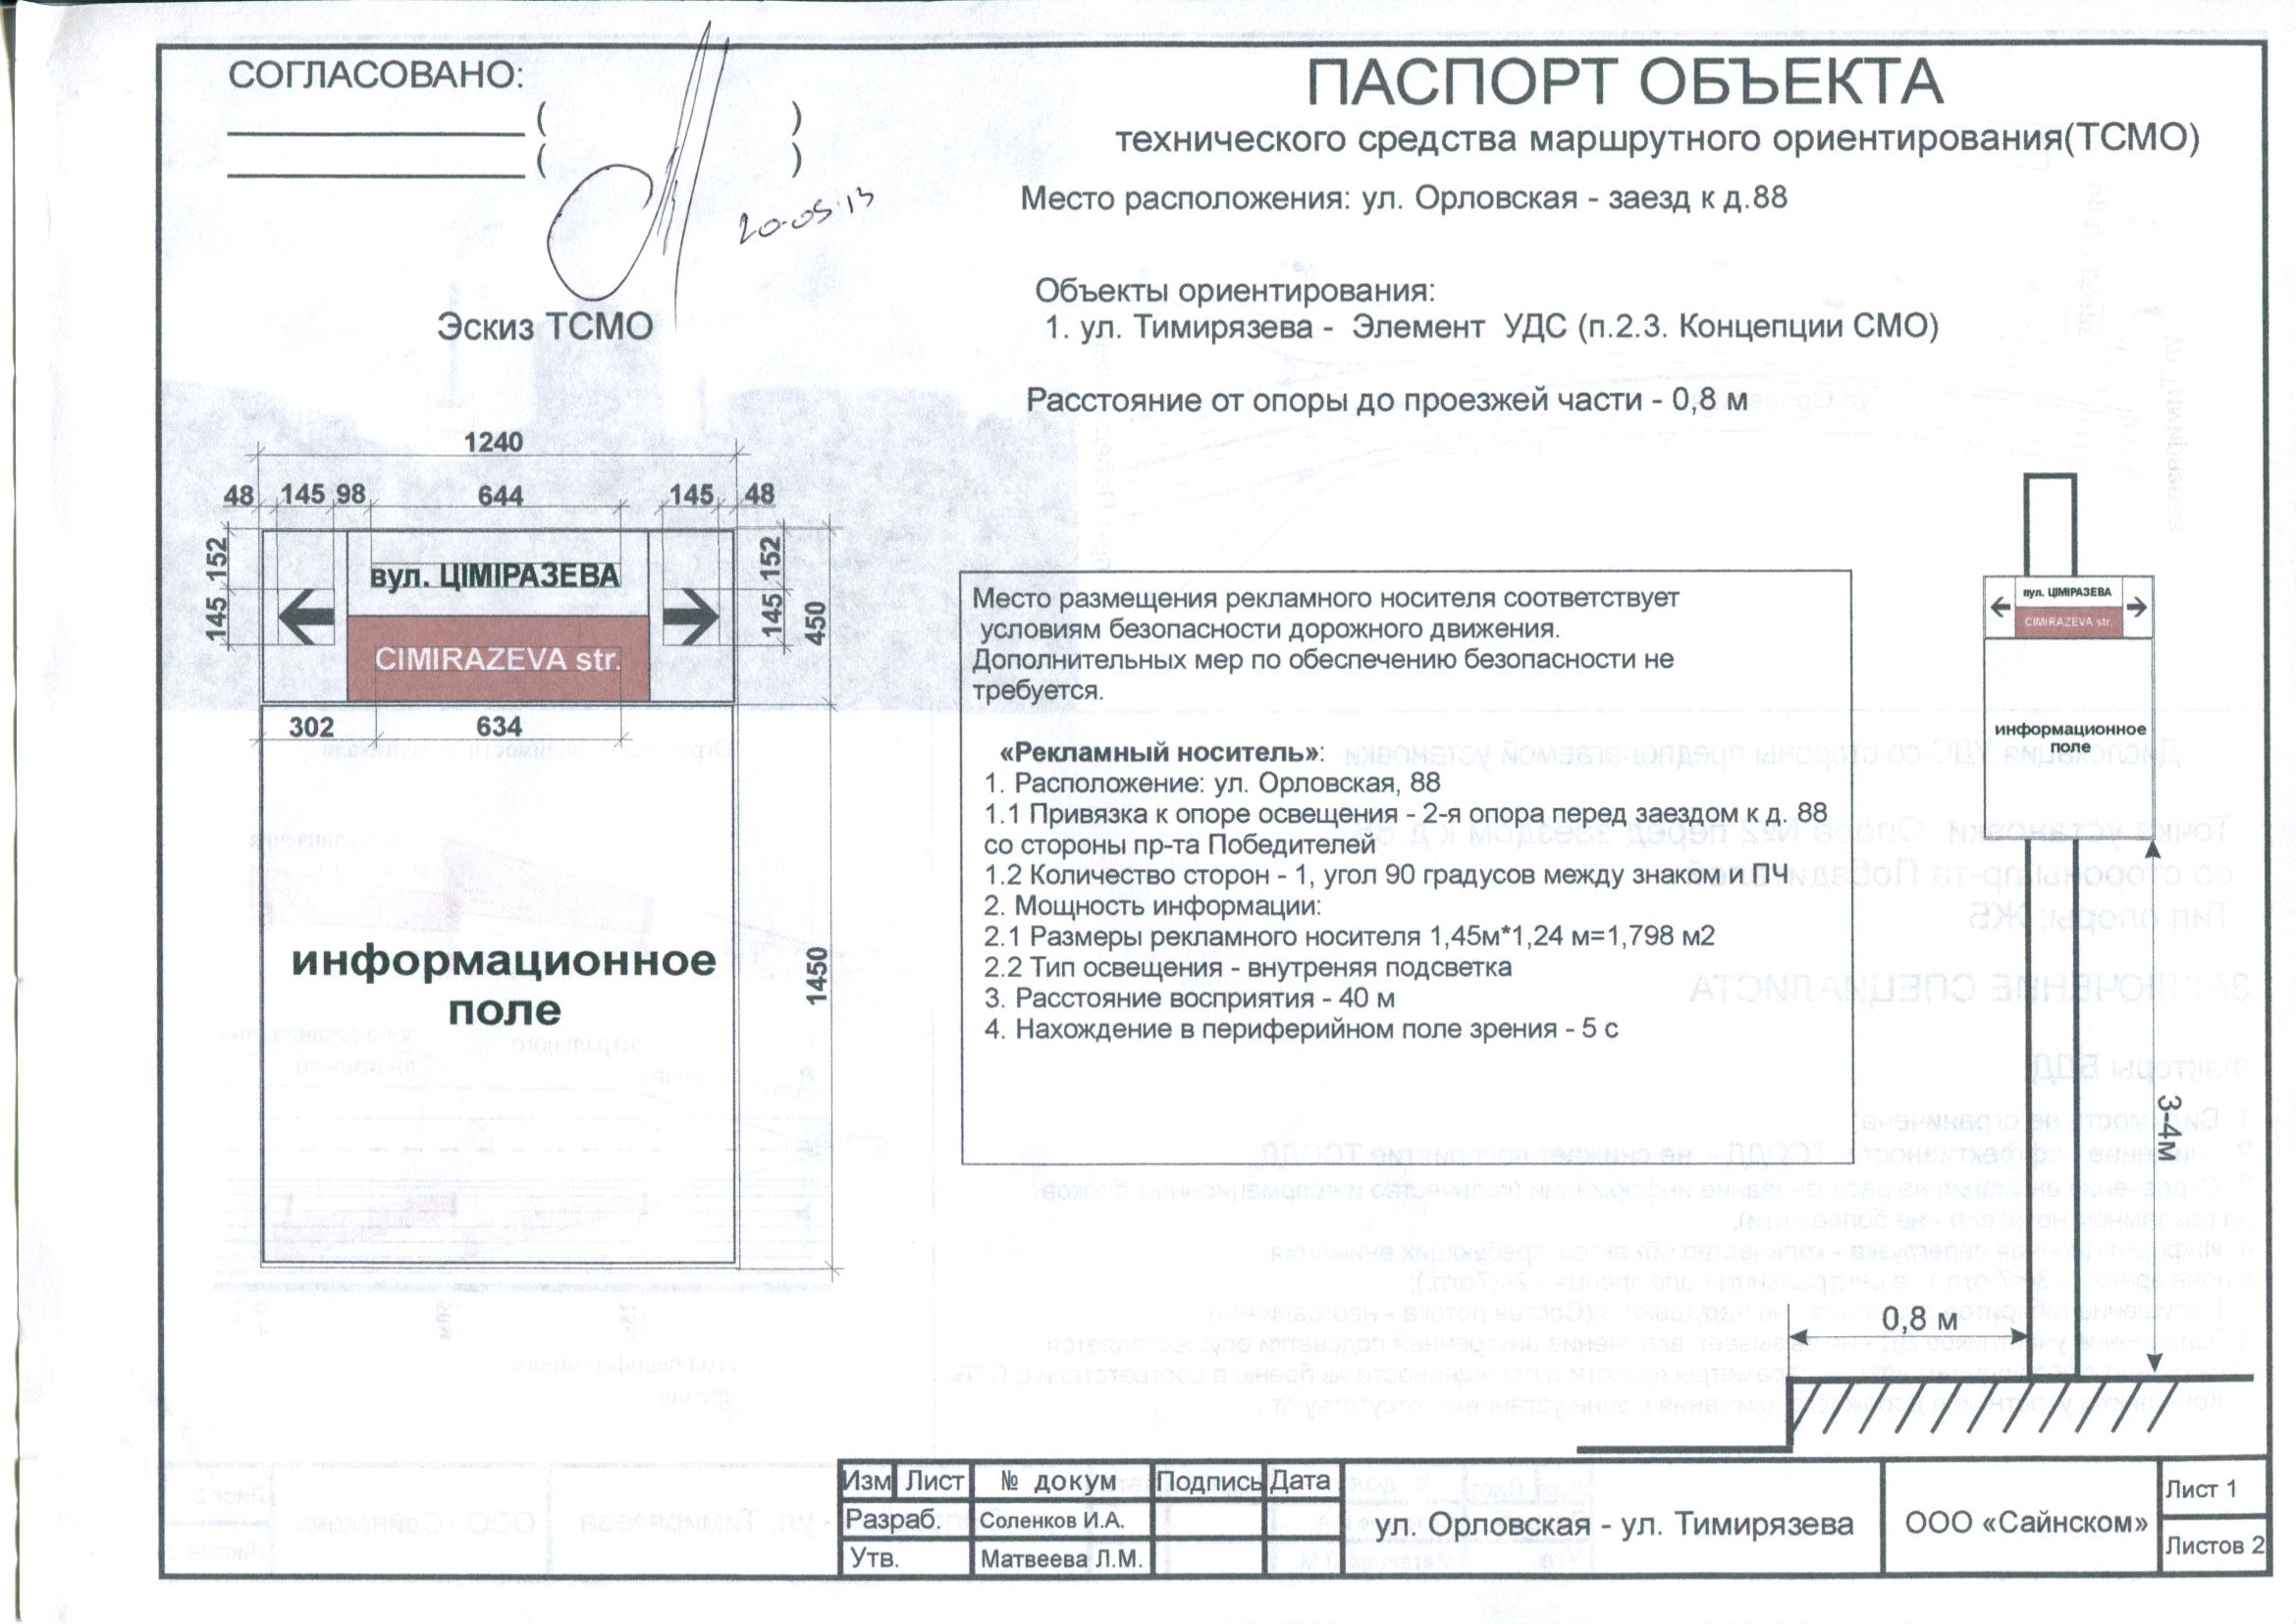 СОГЛАСОВАНО:
( )
( )
20.05.13
ПАСПОРТ ОБЪЕКТА
технического средства маршрутного ориентирования(ТСМО)
Место расположения: ул. Орловская - заезд к д.88
Объекты ориентирования:
1. ул. Тимирязева - Элемент УДС (п.2.3. Концепции СМО)
Расстояние от опоры до проезжей части - 0,8 м
Эскиз ТСМО
1240
48 145 98 644 145 48
152 145
152 145 450
вул. ЦІМІРАЗЕВА
CIMIRAZEVA str.
302 634
информационное
поле
1450
Место размещения рекламного носителя соответствует
условиям безопасности дорожного движения.
Дополнительных мер по обеспечению безопасности не
требуется.
«Рекламный носитель»:
1. Расположение: ул. Орловская, 88
1.1 Привязка к опоре освещения - 2-я опора перед заездом к д. 88
со стороны пр-та Победителей
1.2 Количество сторон - 1, угол 90 градусов между знаком и ПЧ
2. Мощность информации:
2.1 Размеры рекламного носителя 1,45м*1,24 м=1,798 м2
2.2 Тип освещения - внутреняя подсветка
3. Расстояние восприятия - 40 м
4. Нахождение в периферийном поле зрения - 5 с
вул. ЦІМІРАЗЕВА
CIMIRAZEVA str.
информационное
поле
3-4м
0,8 м
Изм Лист № докум Подпись Дата
Разраб. Соленков И.А.
Утв. Матвеева Л.М.
ул. Орловская - ул. Тимирязева
ООО «Сайнском»
Лист 1
Листов 2